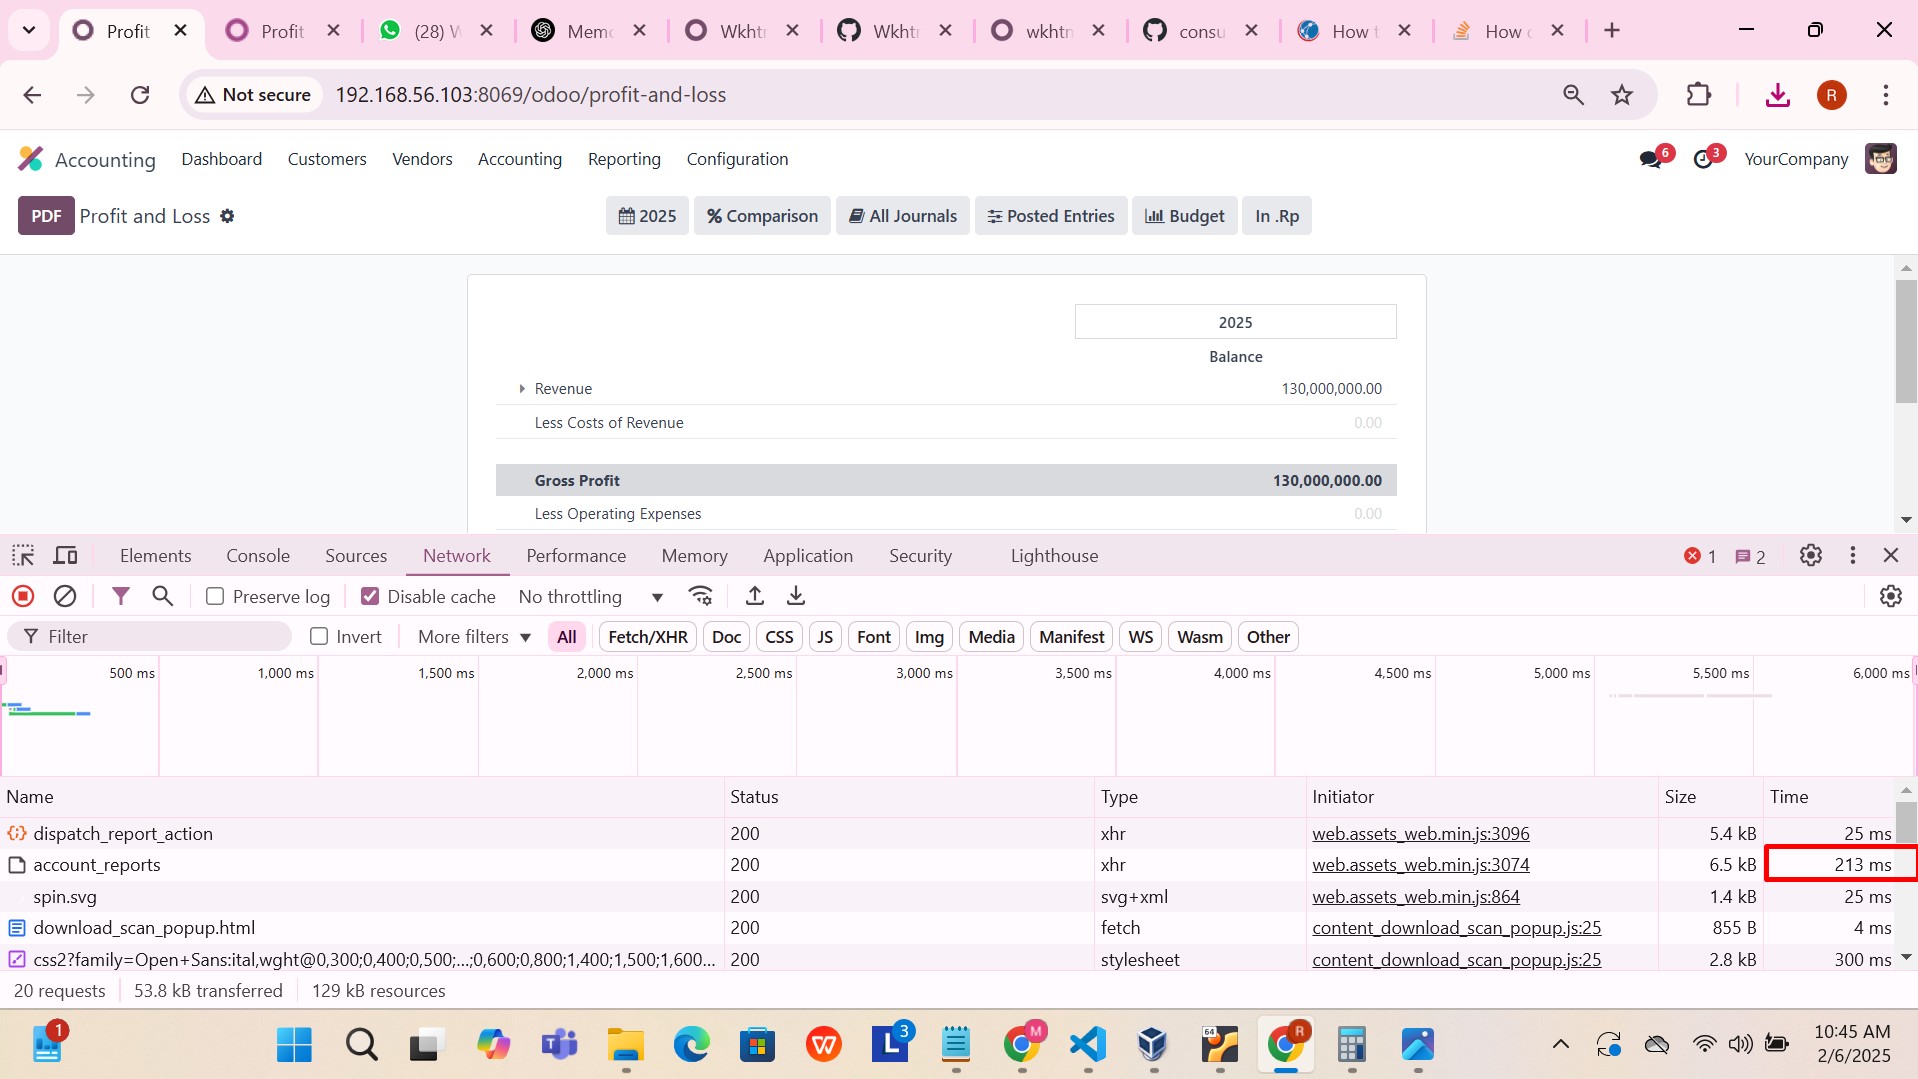 Profit
Profit
(28) W
Memo
Wkht
Wkht
wkhtn
consu
How t
How c
Not secure
192.168.56.103:8069/odoo/profit-and-loss
R
Accounting
Dashboard
Customers
Vendors
Accounting
Reporting
Configuration
6
3
YourCompany
PDF
Profit and Loss
2025
Comparison
All Journals
Posted Entries
Budget
In .Rp
2025
Balance
Revenue 130,000,000.00
Less Costs of Revenue 0.00
Gross Profit 130,000,000.00
Less Operating Expenses 0.00
Elements
Console
Sources
Network
Performance
Memory
Application
Security
Lighthouse
1
2
Preserve log
Disable cache
No throttling
Filter
Invert
More filters
All
Fetch/XHR
Doc
CSS
JS
Font
Img
Media
Manifest
WS
Wasm
Other
500 ms 1,000 ms 1,500 ms 2,000 ms 2,500 ms 3,000 ms 3,500 ms 4,000 ms 4,500 ms 5,000 ms 5,500 ms 6,000 ms
Name Status Type Initiator Size Time
dispatch_report_action 200 xhr web.assets_web.min.js:3096 5.4 kB 25 ms
account_reports 200 xhr web.assets_web.min.js:3074 6.5 kB 213 ms
spin.svg 200 svg+xml web.assets_web.min.js:864 1.4 kB 25 ms
download_scan_popup.html 200 fetch content_download_scan_popup.js:25 855 B 4 ms
css2?family=Open+Sans:ital,wght@0,300;0,400;0,500;...;0,600;0,800;1,400;1,500;1,600... 200 stylesheet content_download_scan_popup.js:25 2.8 kB 300 ms
20 requests
53.8 kB transferred
129 kB resources
1
T
W
L
3
M
64
R
10:45 AM
2/6/2025